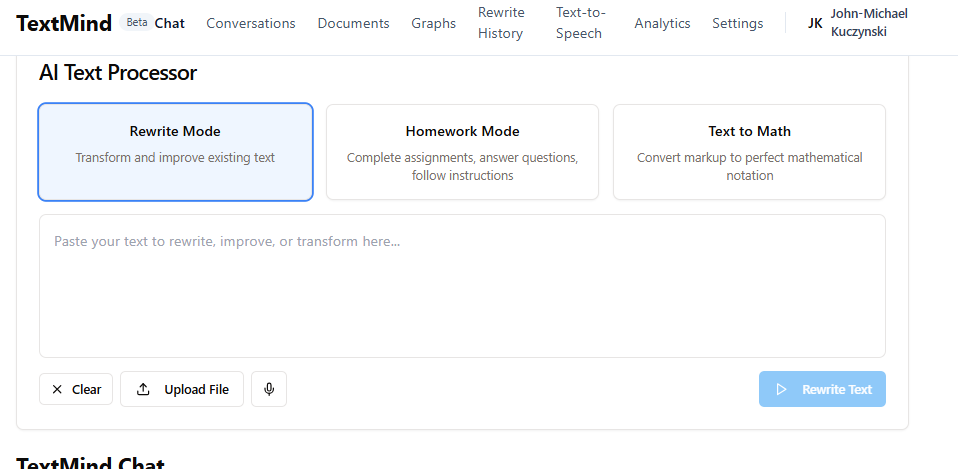 TextMind Beta Chat Conversations Documents Graphs Rewrite History Text-to-Speech Analytics Settings JK John-Michael Kuczynski
AI Text Processor
Rewrite Mode
Transform and improve existing text
Homework Mode
Complete assignments, answer questions,
follow instructions
Text to Math
Convert markup to perfect mathematical
notation
Paste your text to rewrite, improve, or transform here...
Clear Upload File Rewrite Text
TextMind Chat